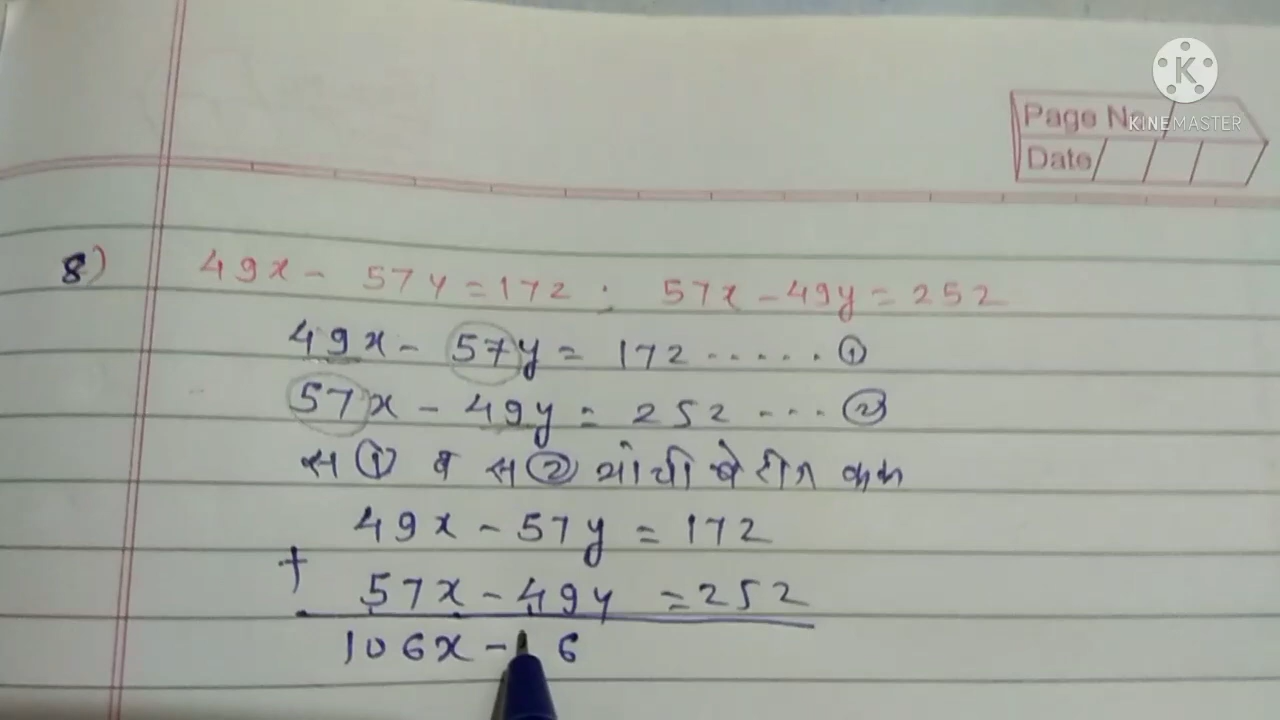 KINEMASTER
Page No
Date
8) 49x - 57y = 172 ; 57x - 49y = 252
49x - 57y = 172 ..... ①
57x - 49y = 252 ... ②
स ① व स ② यांची बेरीज करू
49x - 57y = 172
+ 57x - 49y = 252
106x - 6